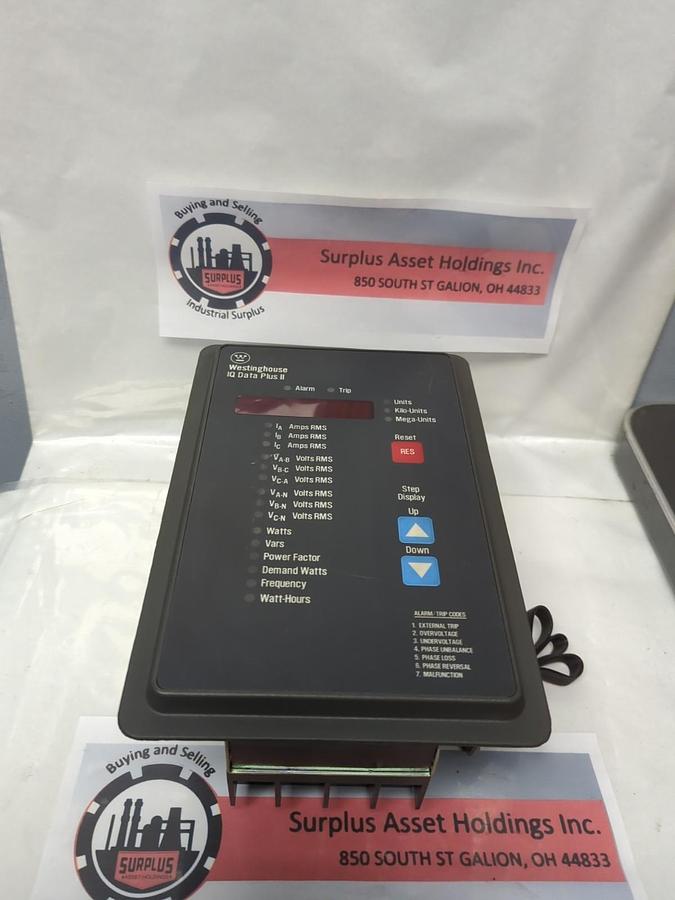 Buying and Selling
SURPLUS
Industrial Surplus
Surplus Asset Holdings Inc.
850 SOUTH ST GALION, OH 44833
W
Westinghouse
IQ Data Plus II
Alarm Trip
Units
Kilo-Units
Mega-Units
IA Amps RMS
IB Amps RMS
IC Amps RMS
VA-B Volts RMS
VB-C Volts RMS
VC-A Volts RMS
VA-N Volts RMS
VB-N Volts RMS
VC-N Volts RMS
Watts
Vars
Power Factor
Demand Watts
Frequency
Watt-Hours
Reset
RES
Step
Display
Up
Down
ALARM/TRIP CODES
1. EXTERNAL TRIP
2. OVERVOLTAGE
3. UNDERVOLTAGE
4. PHASE UNBALANCE
5. PHASE LOSS
6. PHASE REVERSAL
7. MALFUNCTION
Buying and Selling
SURPLUS
ASSET HOLDINGS
Surplus Asset Holdings Inc.
850 SOUTH ST GALION, OH 44833